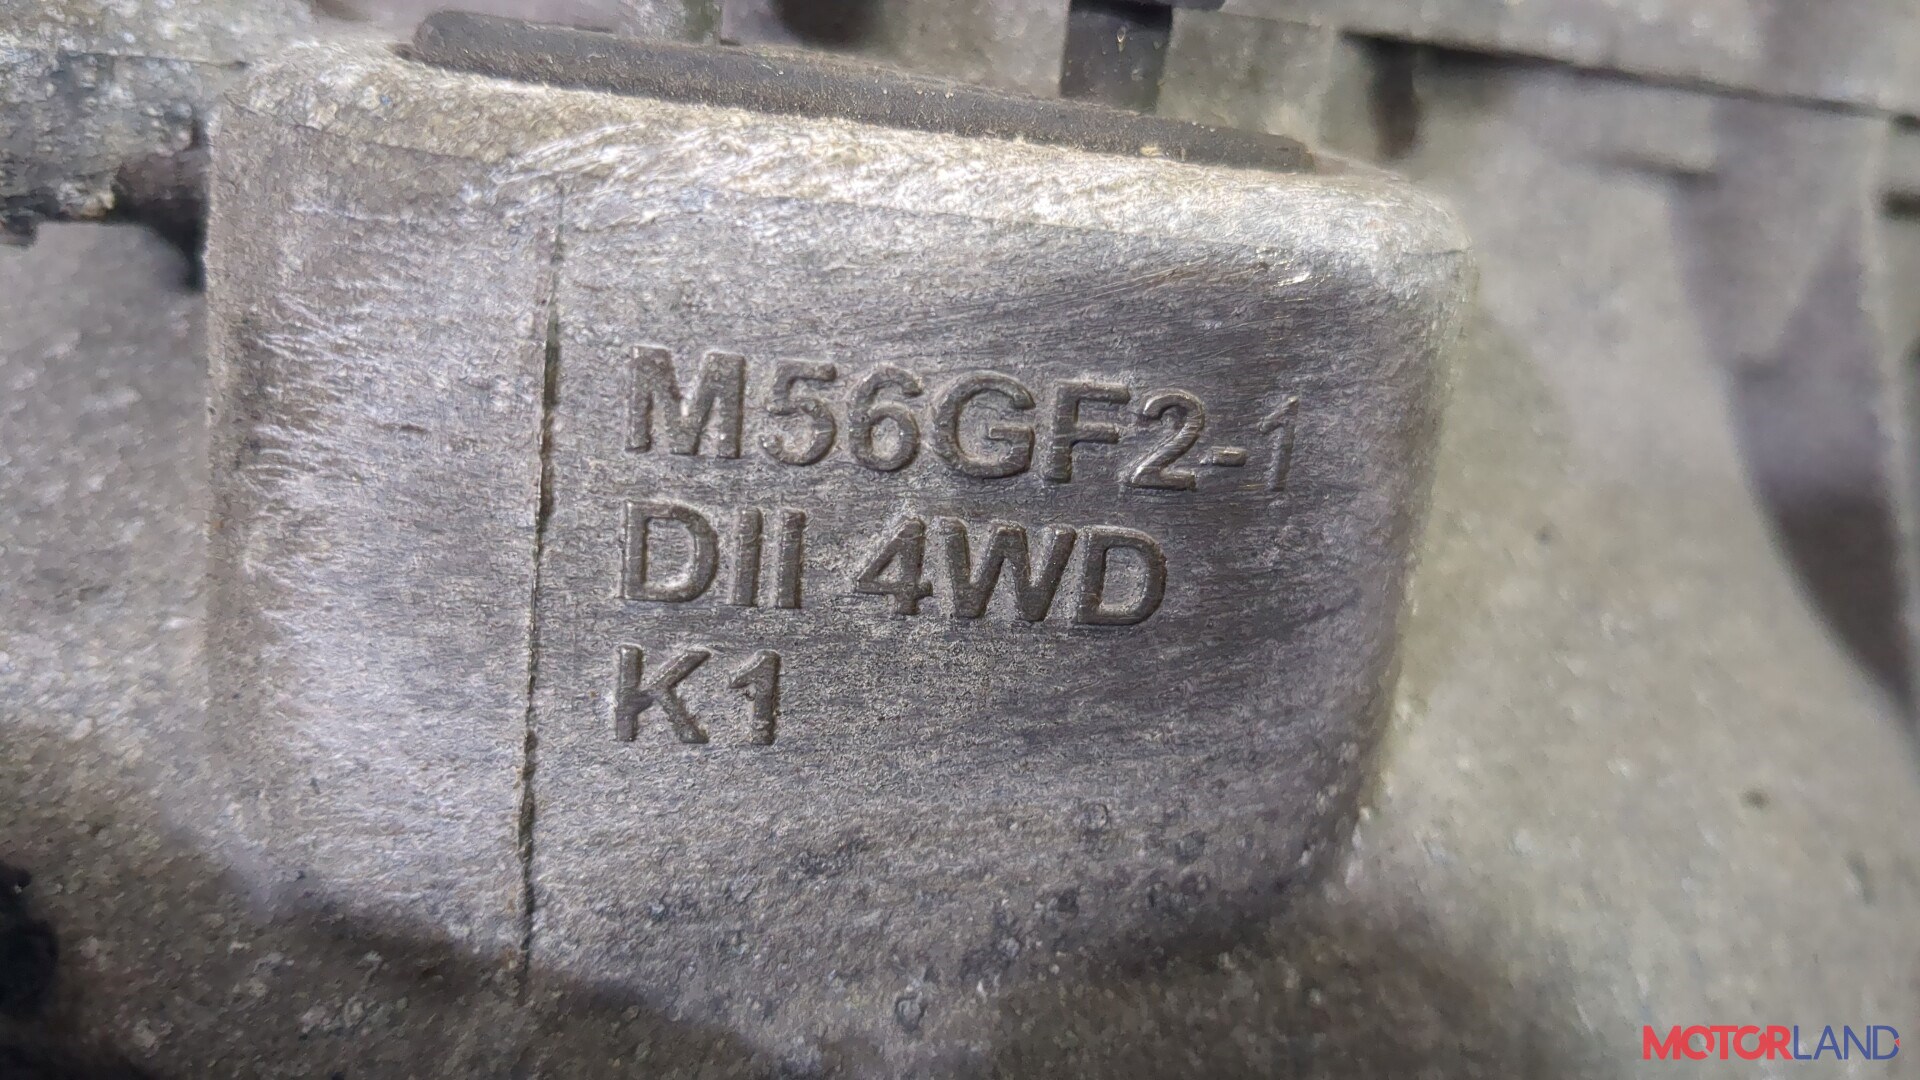 M56GF2-1
DII 4WD
K1
MOTORLAND